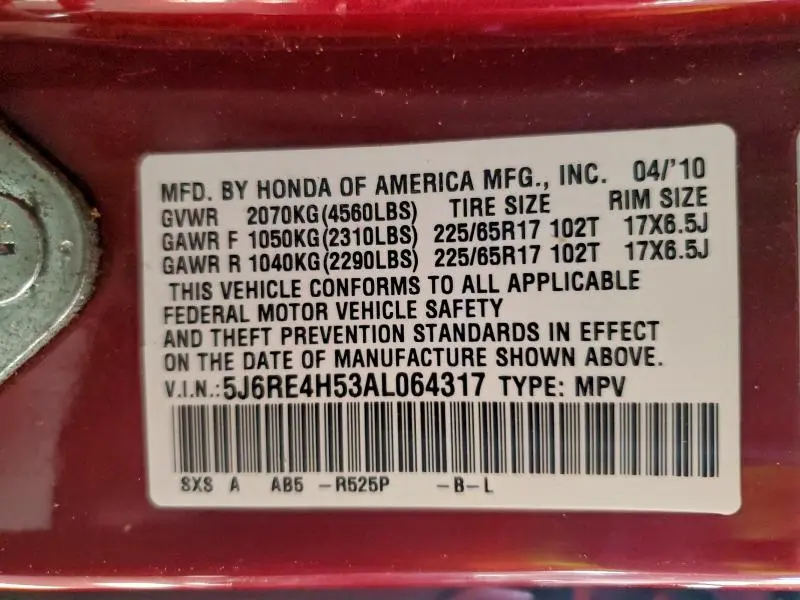 MFD. BY HONDA OF AMERICA MFG., INC. 04/'10
GVWR 2070KG(4560LBS) TIRE SIZE RIM SIZE
GAWR F 1050KG(2310LBS) 225/65R17 102T 17X6.5J
GAWR R 1040KG(2290LBS) 225/65R17 102T 17X6.5J
THIS VEHICLE CONFORMS TO ALL APPLICABLE
FEDERAL MOTOR VEHICLE SAFETY
AND THEFT PREVENTION STANDARDS IN EFFECT
ON THE DATE OF MANUFACTURE SHOWN ABOVE.
V.I.N.:5J6RE4H53AL064317 TYPE: MPV
SXS A AB5 -R525P -B-L